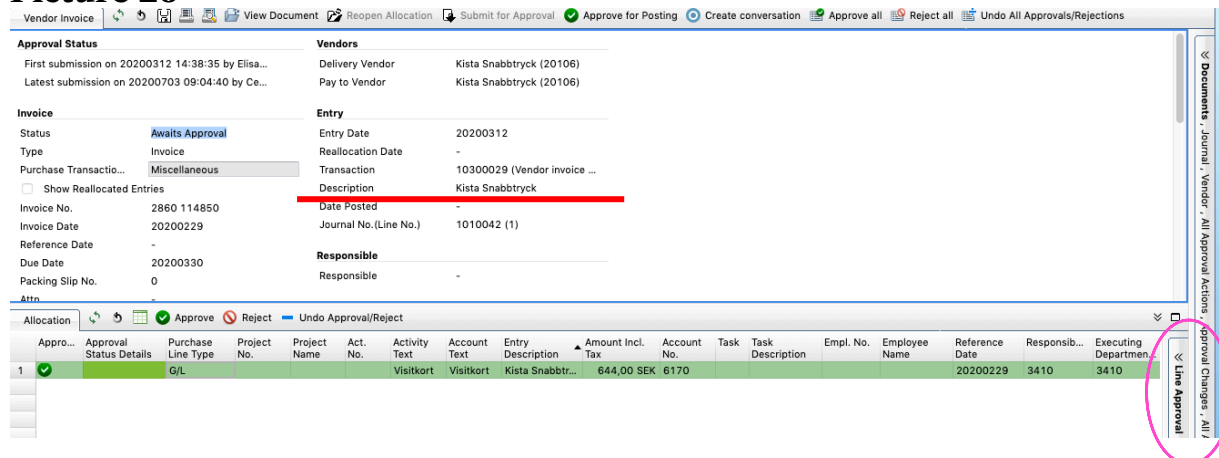 Vendor Invoice View Document Reopen Allocation Submit for Approval Approve for Posting Create conversation Approve all Reject all Undo All Approvals/Rejections
Approval Status
First submission on 20200312 14:38:35 by Elisa...
Latest submission on 20200703 09:04:40 by Ce...
Invoice
Status Awaits Approval
Type Invoice
Purchase Transactio... Miscellaneous
Show Reallocated Entries
Invoice No. 2860 114850
Invoice Date 20200229
Reference Date -
Due Date 20200330
Packing Slip No. 0
Attn -
Vendors
Delivery Vendor Kista Snabbtryck (20106)
Pay to Vendor Kista Snabbtryck (20106)
Entry
Entry Date 20200312
Reallocation Date -
Transaction 10300029 (Vendor invoice ...
Description Kista Snabbtryck
Date Posted -
Journal No.(Line No.) 1010042 (1)
Responsible
Responsible -
Documents , Journal , Vendor , All Approval Actions , Approval Changes , All
Allocation Approve Reject Undo Approval/Reject
Appro... Approval Status Details Purchase Line Type Project No. Project Name Act. No. Activity Text Account Text Entry Description Amount Incl. Tax Account No. Task Task Description Empl. No. Employee Name Reference Date Responsib... Executing Departmen...
1 G/L Visitkort Visitkort Kista Snabbtr... 644,00 SEK 6170 20200229 3410 3410
Line Approval